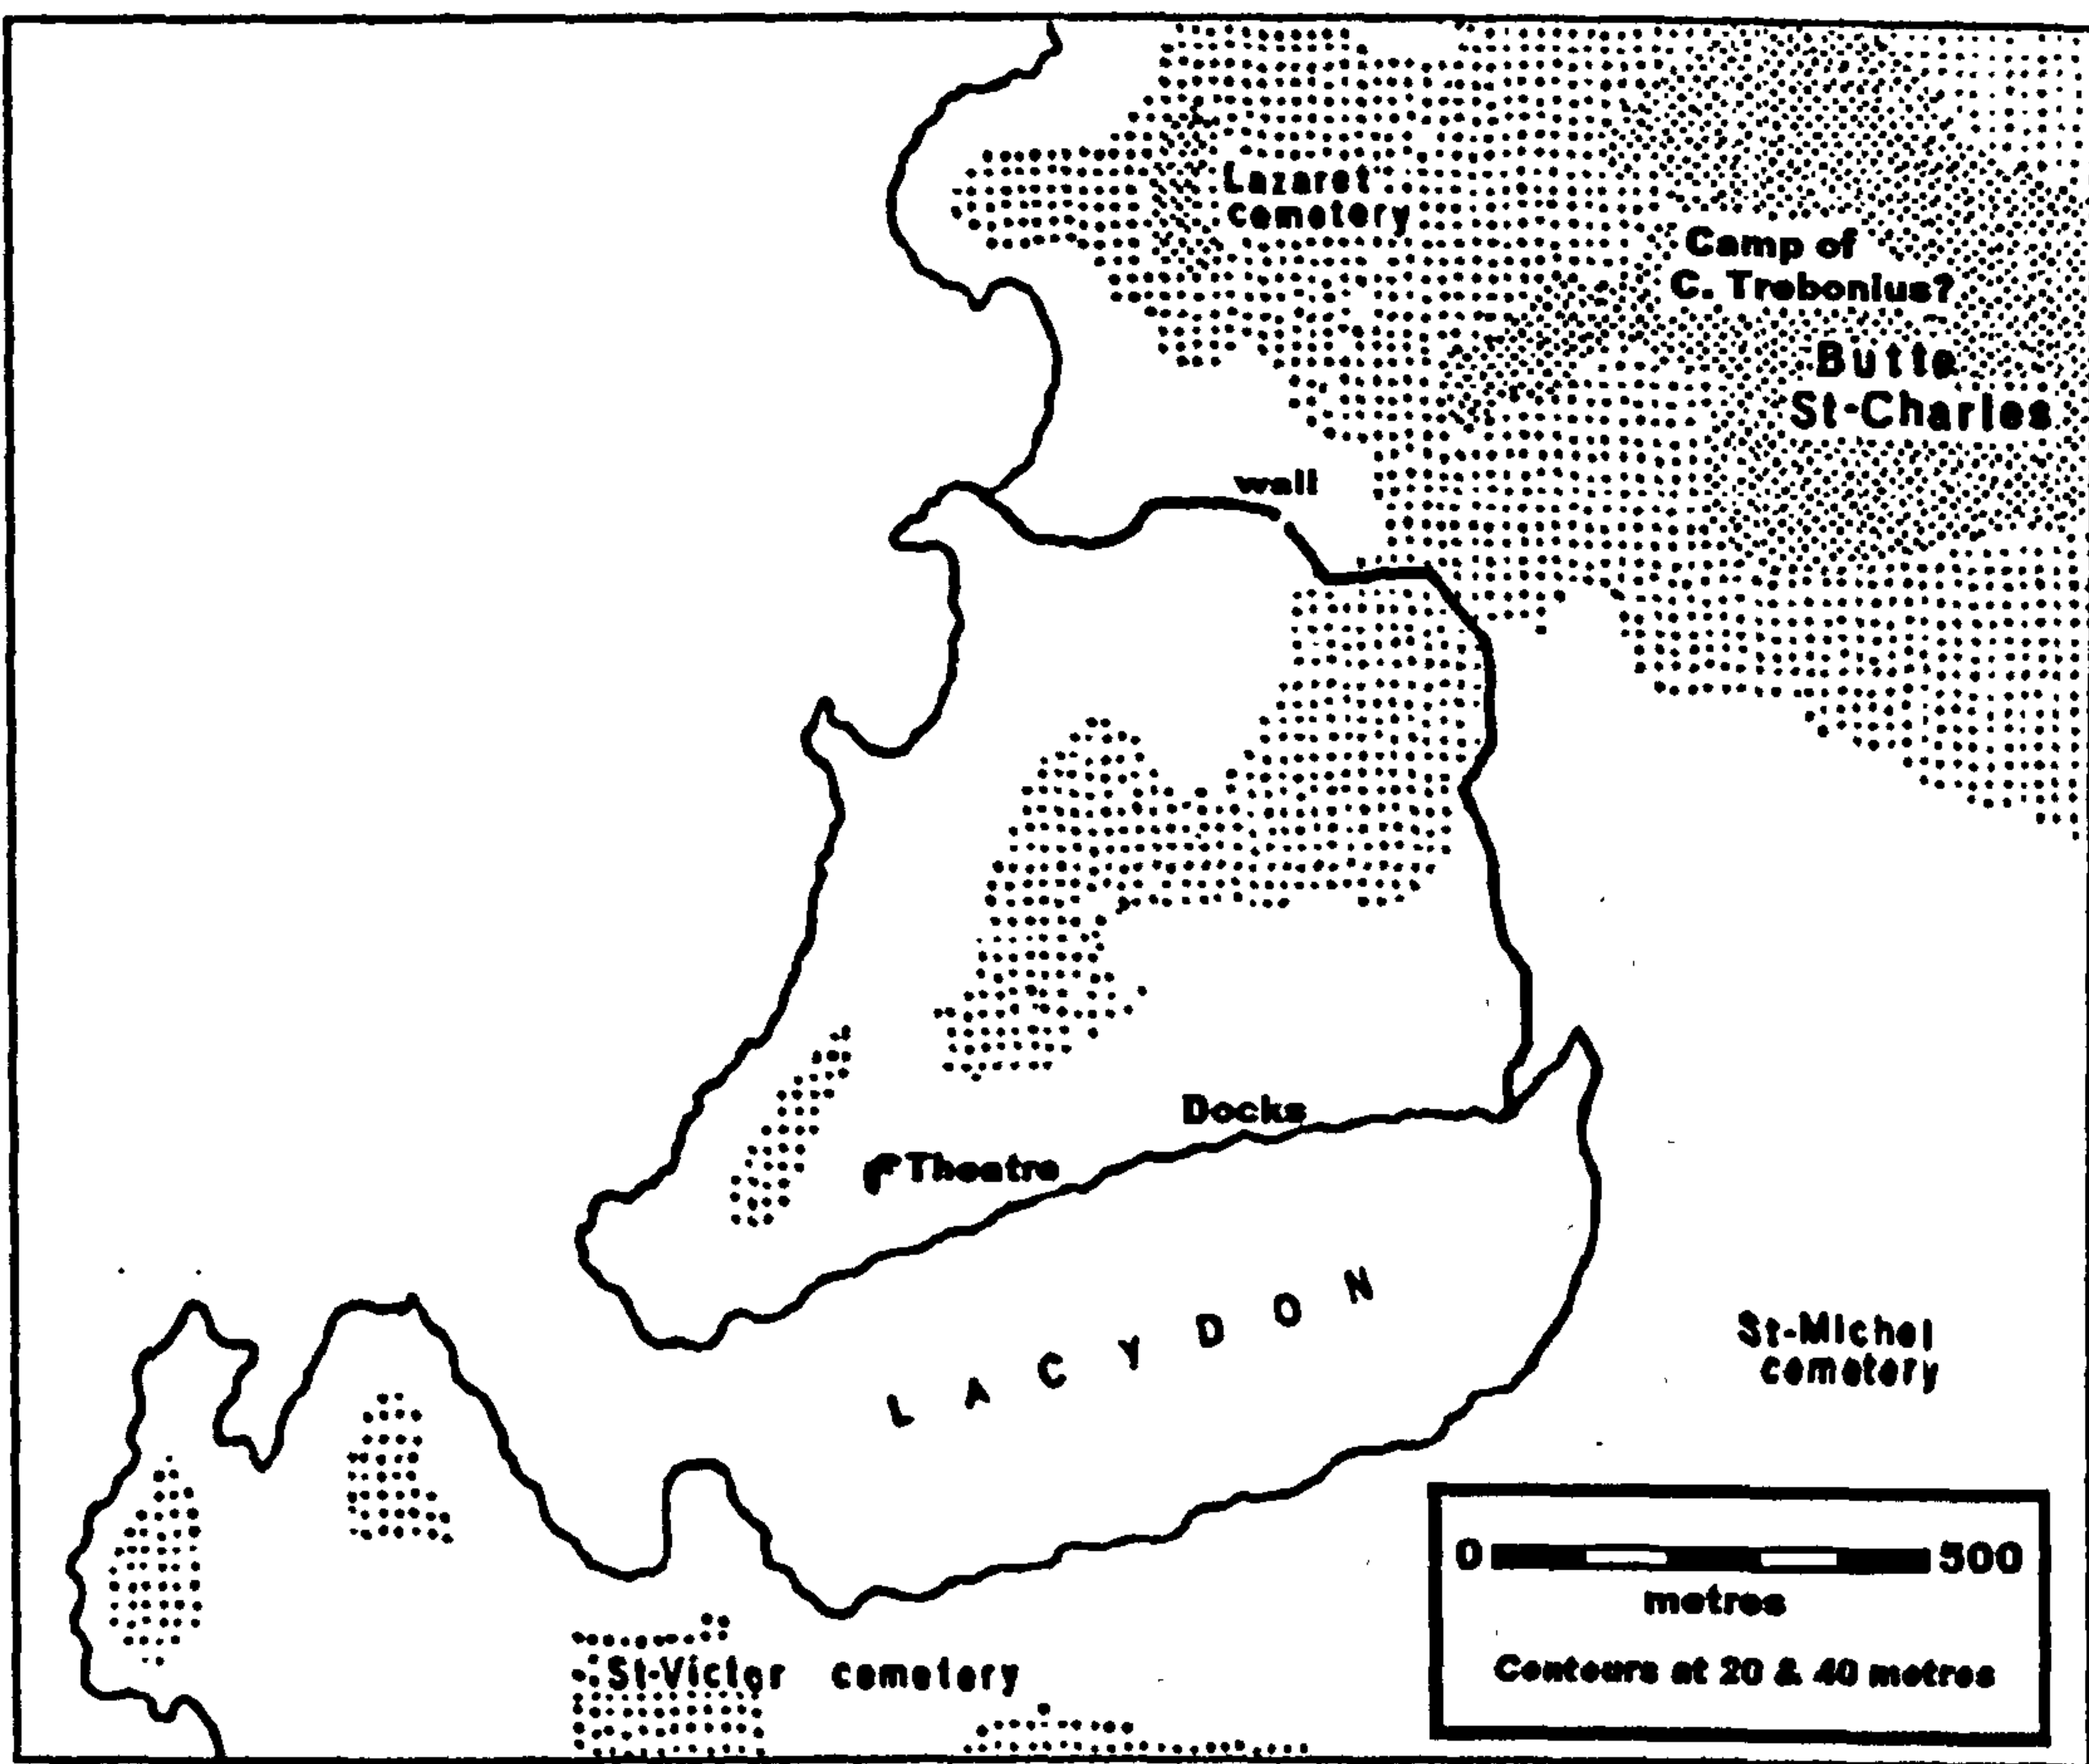 Lazaret
cemetery
Camp of
C. Trebonius?
Butte
St-Charles
wall
Docks
Theatre
LACYDON
St-Michel
cemetery
St-Victor cemetery
0 500
metres
Contours at 20 & 40 metres